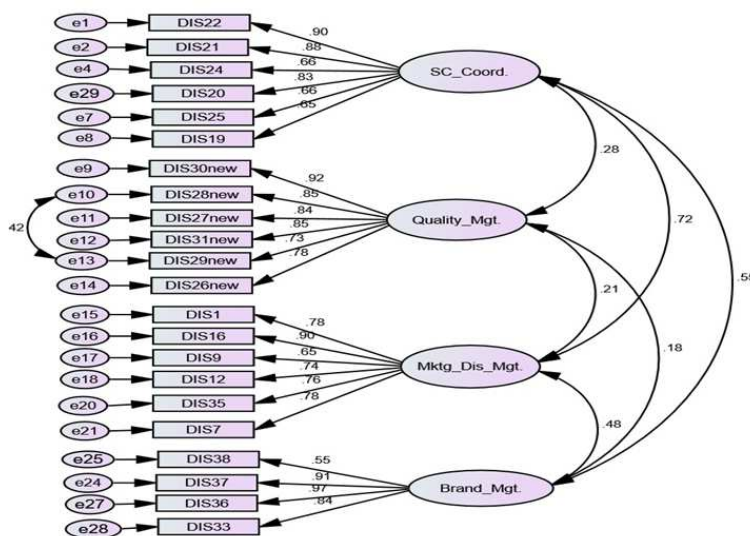 e1 DIS22 .90
e2 DIS21 .88
e4 DIS24 .66
e29 DIS20 .83
e7 DIS25 .66
e8 DIS19 .65
SC_Coord.
e9 DIS30new .92
e10 DIS28new .85
e11 DIS27new .84
e12 DIS31new .85
e13 DIS29new .73
e14 DIS26new .78
Quality_Mgt.
42
.28
.72
.55
.21
.18
e15 DIS1 .78
e16 DIS16 .90
e17 DIS9 .65
e18 DIS12 .74
e20 DIS35 .76
e21 DIS7 .78
Mktg_Dis_Mgt.
.48
e25 DIS38 .55
e24 DIS37 .91
e27 DIS36 .97
e28 DIS33 .84
Brand_Mgt.